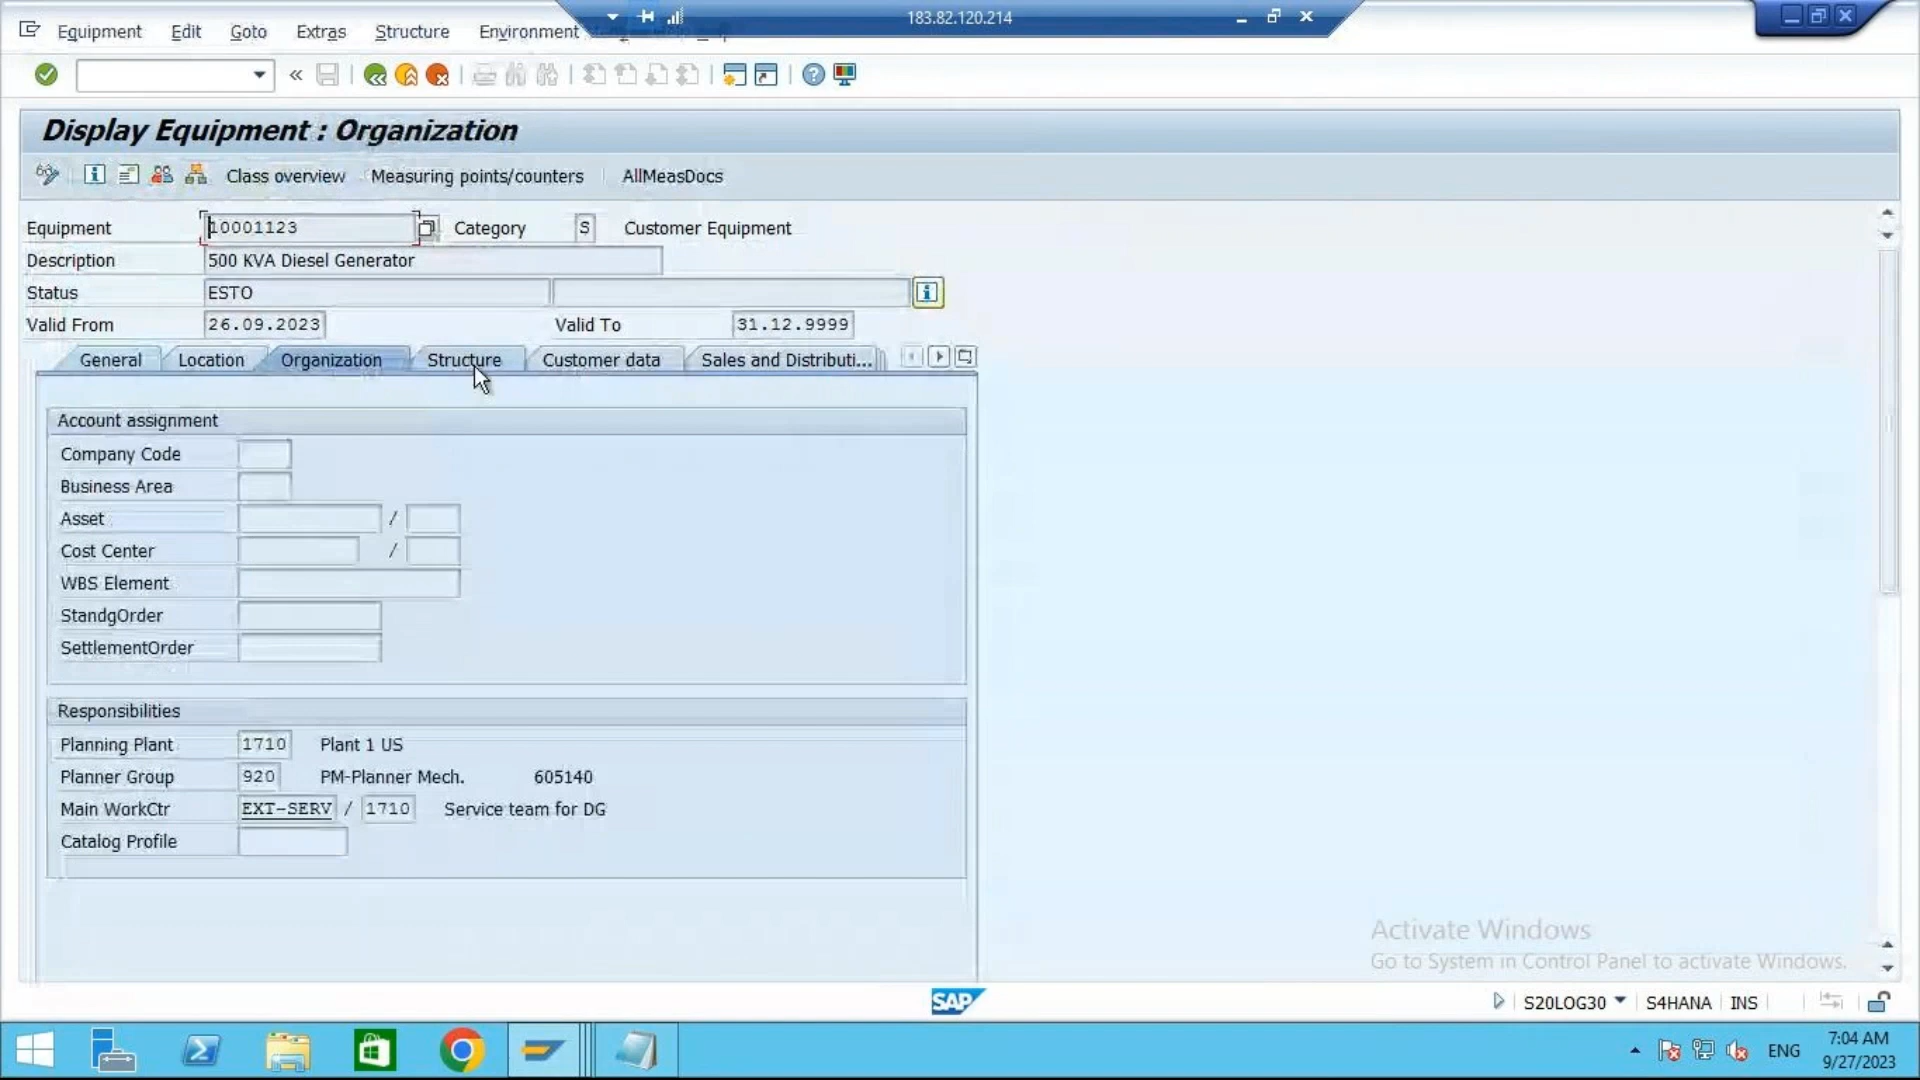 183.82.120.214
Equipment Edit Goto Extras Structure Environment
Display Equipment : Organization
Class overview Measuring points/counters AllMeasDocs
Equipment 10001123 Category S Customer Equipment
Description 500 KVA Diesel Generator
Status ESTO
Valid From 26.09.2023 Valid To 31.12.9999
General Location Organization Structure Customer data Sales and Distributi...
Account assignment
Company Code
Business Area
Asset /
Cost Center /
WBS Element
StandgOrder
SettlementOrder
Responsibilities
Planning Plant 1710 Plant 1 US
Planner Group 920 PM-Planner Mech. 605140
Main WorkCtr EXT-SERV / 1710 Service team for DG
Catalog Profile
Activate Windows
Go to System in Control Panel to activate Windows.
SAP S20LOG30 S4HANA INS
ENG 7:04 AM
9/27/2023